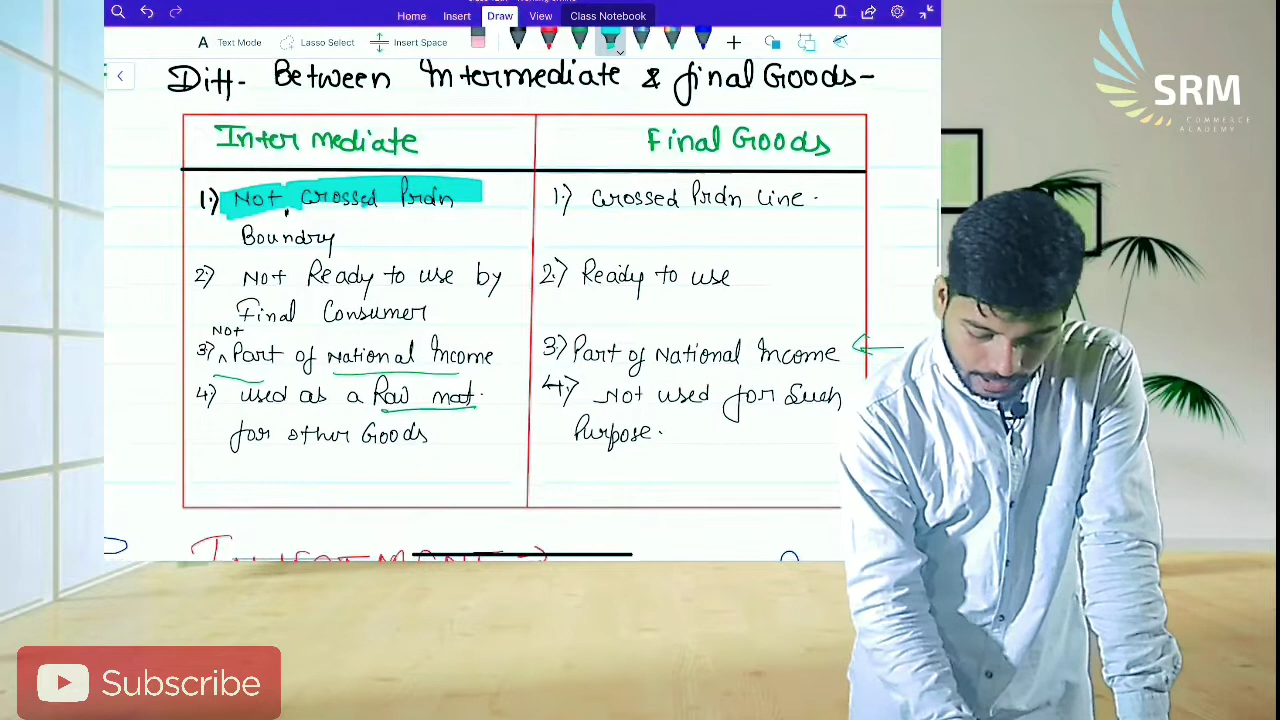 Home Insert Draw View Class Notebook
Text Mode Lasso Select Insert Space
Diff- Between Intermediate & final Goods-
Intermediate
Final Goods
1.) Not Crossed Prdn
Boundry
2.) Not Ready to use by
Final Consumer
NOT
3) ^ Part of National Income
4) used as a Raw mat.
for other Goods
1.) Crossed Prdn Line.
2.) Ready to use
3) Part of National Income
4.) Not used for Such
Purpose.
SRM
COMMERCE
ACADEMY
Subscribe